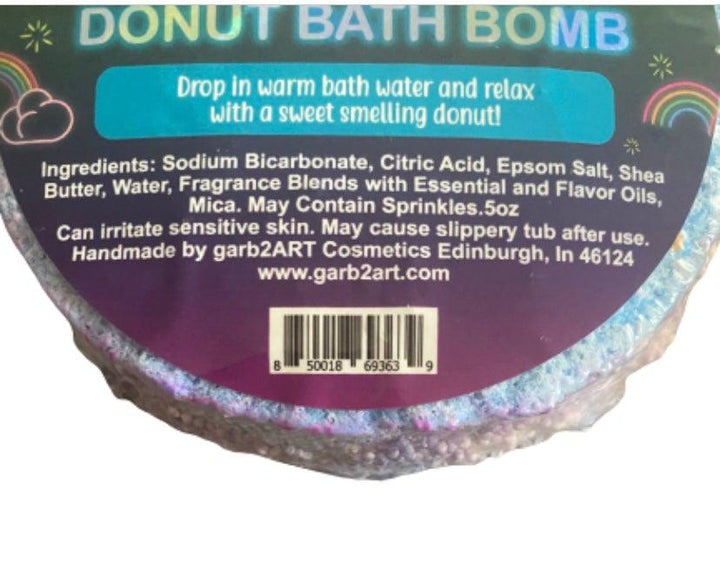 DONUT BATH BOMB
Drop in warm bath water and relax
with a sweet smelling donut!
Ingredients: Sodium Bicarbonate, Citric Acid, Epsom Salt, Shea
Butter, Water, Fragrance Blends with Essential and Flavor Oils,
Mica. May Contain Sprinkles.5oz
Can irritate sensitive skin. May cause slippery tub after use.
Handmade by garb2ART Cosmetics Edinburgh, In 46124
www.garb2art.com
8 50018 69363 9